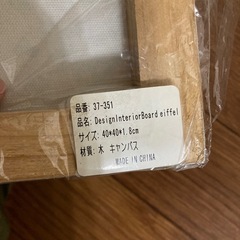 品番: 37-351
品名: DesignInteriorBoard eiffel
サイズ: 40*40*1.8cm
材質: 木 キャンバス
MADE IN CHINA